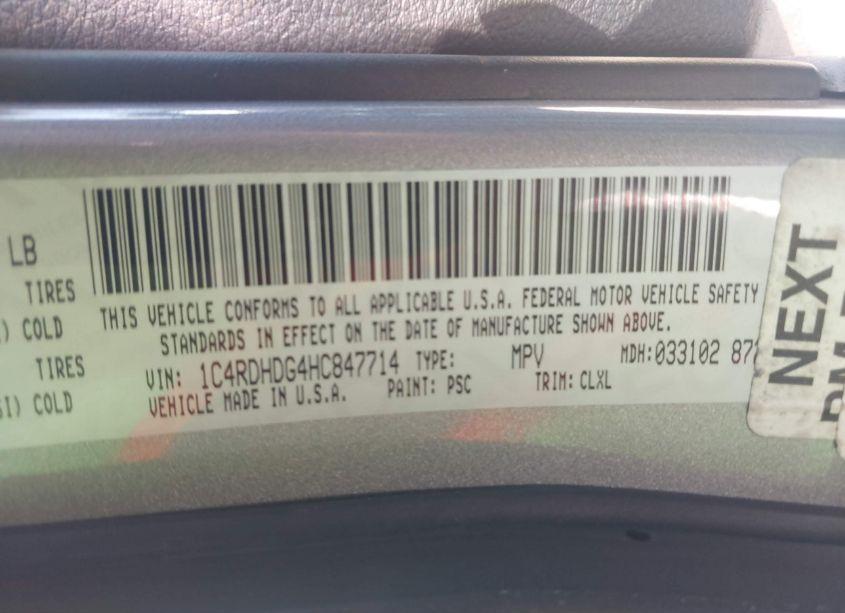 LB
TIRES
) COLD
TIRES
SI) COLD
THIS VEHICLE CONFORMS TO ALL APPLICABLE U.S.A. FEDERAL MOTOR VEHICLE SAFETY
STANDARDS IN EFFECT ON THE DATE OF MANUFACTURE SHOWN ABOVE.
VIN: 1C4RDHDG4HC847714 TYPE: MPV MDH:033102 87
VEHICLE MADE IN U.S.A. PAINT: PSC TRIM: CLXL
NEXT